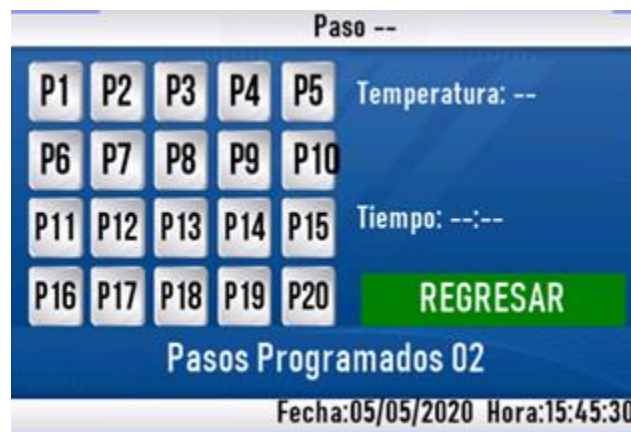 Paso --
P1 P2 P3 P4 P5 Temperatura: --
P6 P7 P8 P9 P10
P11 P12 P13 P14 P15 Tiempo: --:--
P16 P17 P18 P19 P20 REGRESAR
Pasos Programados 02
Fecha:05/05/2020 Hora:15:45:30